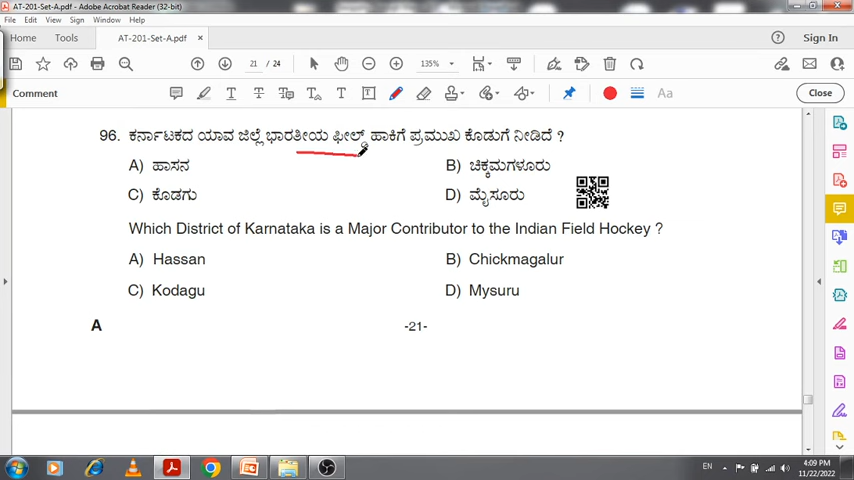 AT-201-Set-A.pdf - Adobe Acrobat Reader (32-bit)
File Edit View Sign Window Help
Home Tools AT-201-Set-A.pdf × Sign In
21 / 24 135%
Comment Aa Close
96. ಕರ್ನಾಟಕದ ಯಾವ ಜಿಲ್ಲೆ ಭಾರತೀಯ ಫೀಲ್ಡ್ ಹಾಕಿಗೆ ಪ್ರಮುಖ ಕೊಡುಗೆ ನೀಡಿದೆ ?
A) ಹಾಸನ B) ಚಿಕ್ಕಮಗಳೂರು
C) ಕೊಡಗು D) ಮೈಸೂರು
Which District of Karnataka is a Major Contributor to the Indian Field Hockey ?
A) Hassan B) Chickmagalur
C) Kodagu D) Mysuru
A -21-
EN 4:09 PM
11/22/2022